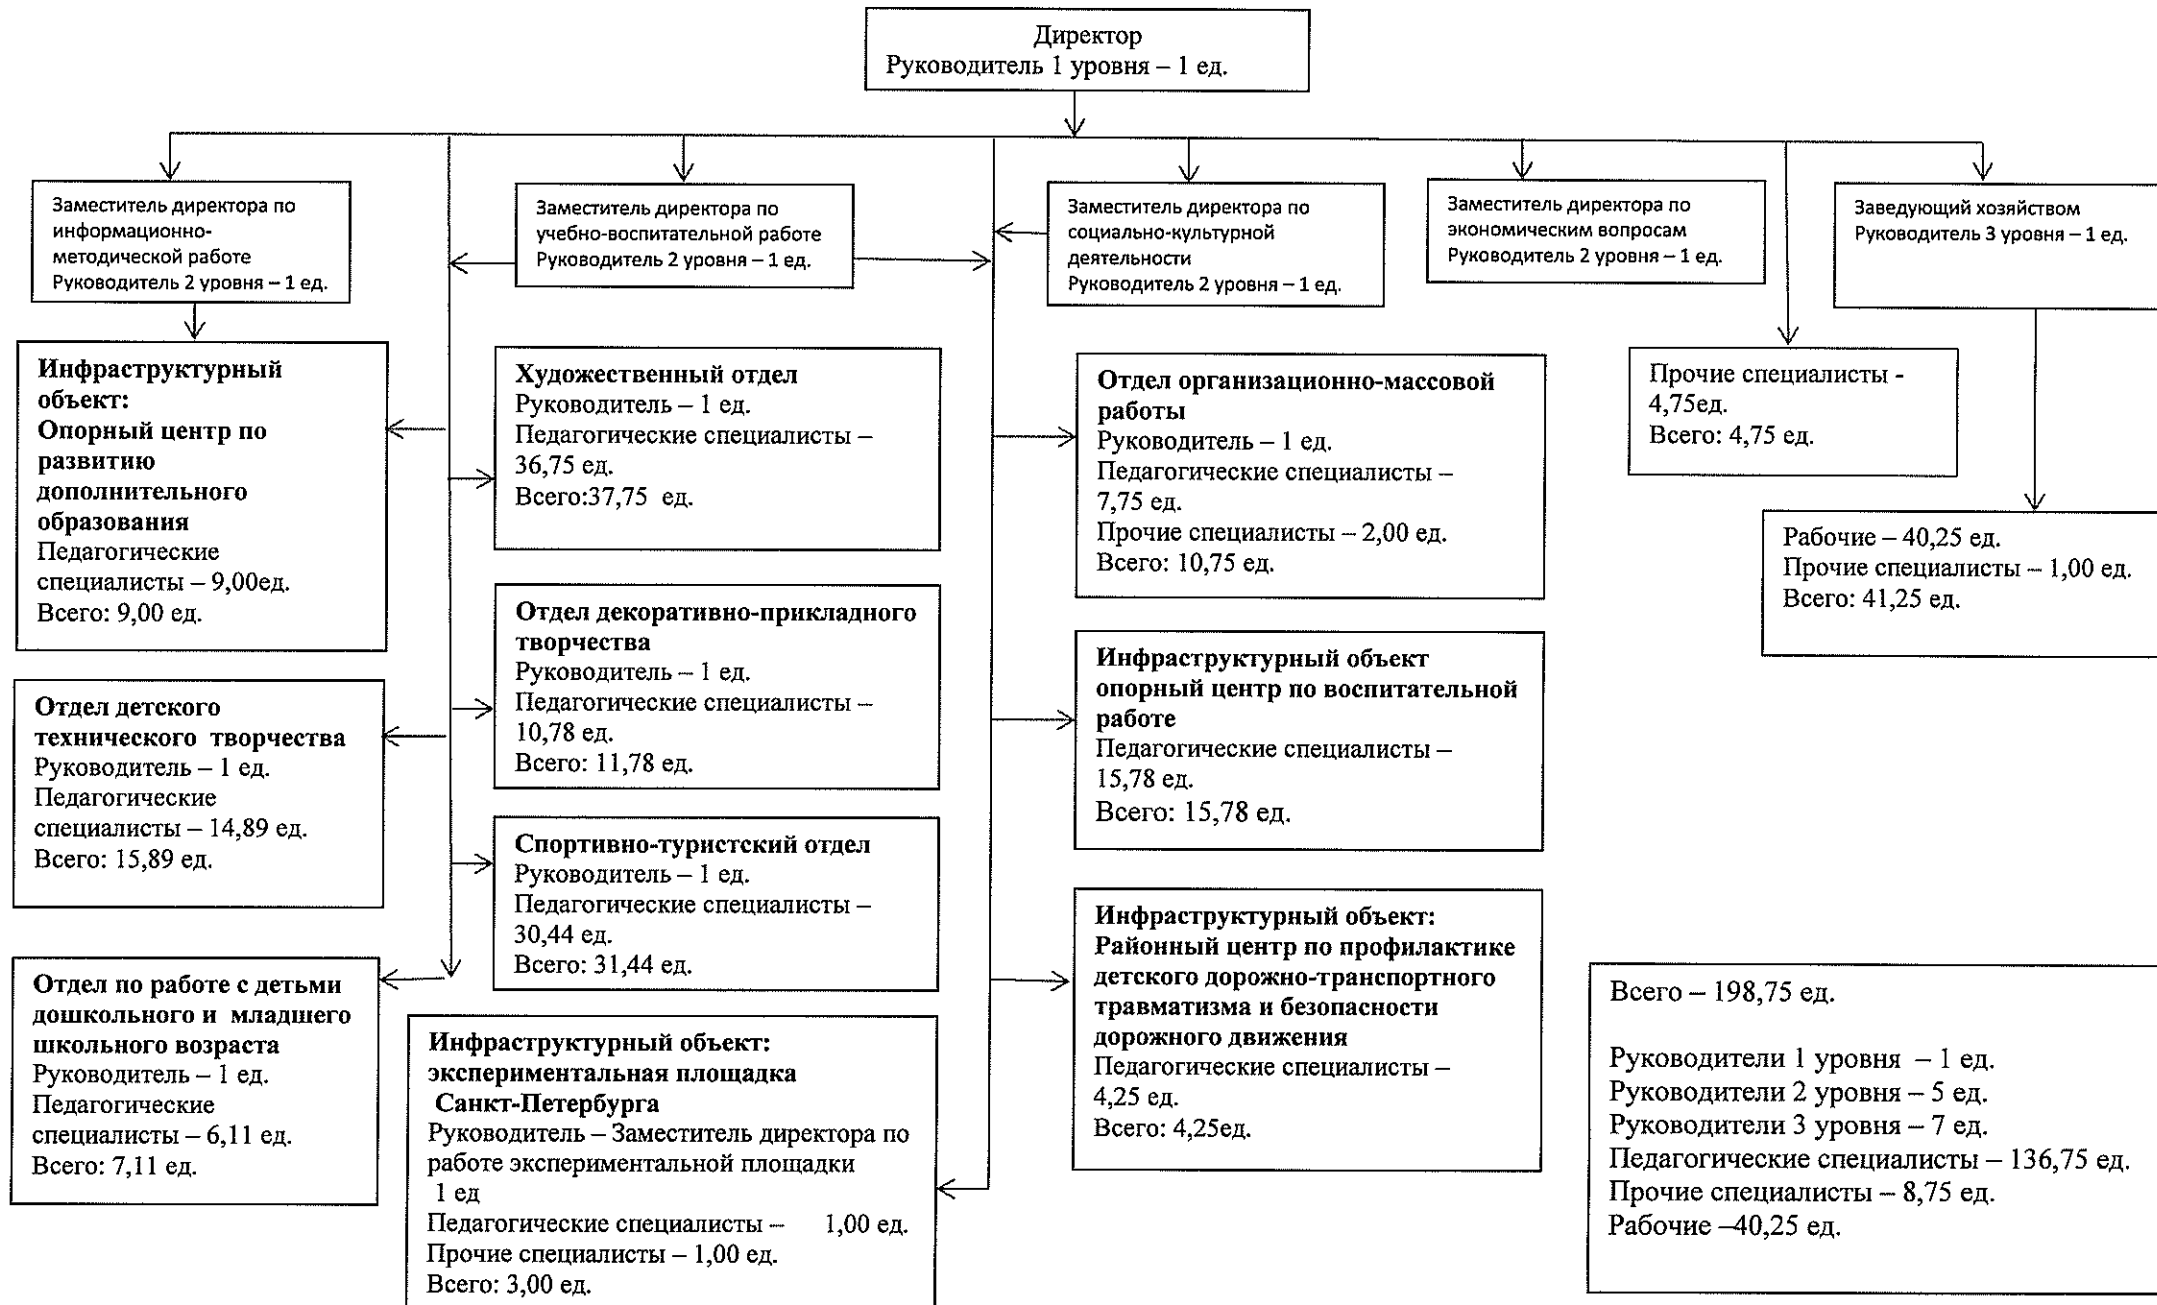 Директор
Руководитель 1 уровня – 1 ед.
Заместитель директора по
информационно-
методической работе
Руководитель 2 уровня – 1 ед.
Заместитель директора по
учебно-воспитательной работе
Руководитель 2 уровня – 1 ед.
Заместитель директора по
социально-культурной
деятельности
Руководитель 2 уровня – 1 ед.
Заместитель директора по
экономическим вопросам
Руководитель 2 уровня – 1 ед.
Заведующий хозяйством
Руководитель 3 уровня – 1 ед.
Инфраструктурный
объект:
Опорный центр по
развитию
дополнительного
образования
Педагогические
специалисты – 9,00ед.
Всего: 9,00 ед.
Отдел детского
технического творчества
Руководитель – 1 ед.
Педагогические
специалисты – 14,89 ед.
Всего: 15,89 ед.
Отдел по работе с детьми
дошкольного и младшего
школьного возраста
Руководитель – 1 ед.
Педагогические
специалисты – 6,11 ед.
Всего: 7,11 ед.
Художественный отдел
Руководитель – 1 ед.
Педагогические специалисты –
36,75 ед.
Всего:37,75 ед.
Отдел декоративно-прикладного
творчества
Руководитель – 1 ед.
Педагогические специалисты –
10,78 ед.
Всего: 11,78 ед.
Спортивно-туристский отдел
Руководитель – 1 ед.
Педагогические специалисты –
30,44 ед.
Всего: 31,44 ед.
Инфраструктурный объект:
экспериментальная площадка
Санкт-Петербурга
Руководитель – Заместитель директора по
работе экспериментальной площадки
1 ед
Педагогические специалисты – 1,00 ед.
Прочие специалисты – 1,00 ед.
Всего: 3,00 ед.
Отдел организационно-массовой
работы
Руководитель – 1 ед.
Педагогические специалисты –
7,75 ед.
Прочие специалисты – 2,00 ед.
Всего: 10,75 ед.
Инфраструктурный объект
опорный центр по воспитательной
работе
Педагогические специалисты –
15,78 ед.
Всего: 15,78 ед.
Инфраструктурный объект:
Районный центр по профилактике
детского дорожно-транспортного
травматизма и безопасности
дорожного движения
Педагогические специалисты –
4,25 ед.
Всего: 4,25ед.
Прочие специалисты -
4,75ед.
Всего: 4,75 ед.
Рабочие – 40,25 ед.
Прочие специалисты – 1,00 ед.
Всего: 41,25 ед.
Всего – 198,75 ед.
Руководители 1 уровня – 1 ед.
Руководители 2 уровня – 5 ед.
Руководители 3 уровня – 7 ед.
Педагогические специалисты – 136,75 ед.
Прочие специалисты – 8,75 ед.
Рабочие –40,25 ед.